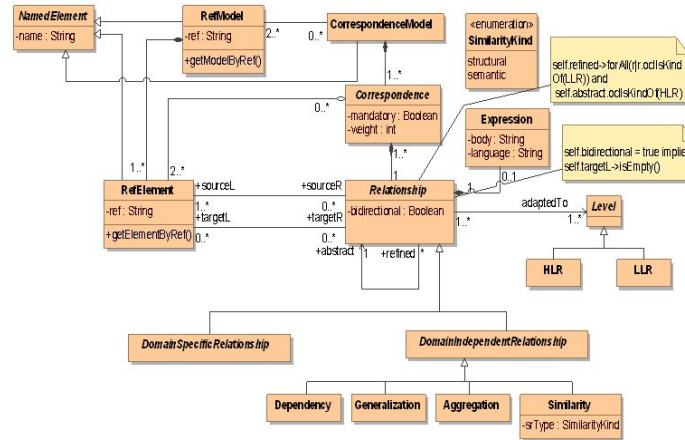 NamedElement
-name : String
RefModel
-ref : String
+getModelByRef()
2..*
0..*
CorrespondenceModel
1..*
«enumeration»
SimilarityKind
structural
semantic
self.refined->forAll(r|r.oclIsKind
Of(LLR)) and
self.abstract.oclIsKindOf(HLR)
Correspondence
-mandatory : Boolean
-weight : int
0..*
1..*
1
Expression
-body : String
-language : String
0..1
1
self.bidirectional = true implie
self.targetL->isEmpty()
1..*
2..*
RefElement
-ref : String
+getElementByRef()
+sourceL
1..*
+targetL
0..*
+sourceR
0..*
+targetR
0..*
Relationship
-bidirectional : Boolean
1..*
adaptedTo
1..*
Level
+abstract
1
+refined
*
HLR
LLR
DomainSpecificRelationship
DomainIndependentRelationship
Dependency
Generalization
Aggregation
Similarity
-srType : SimilarityKind